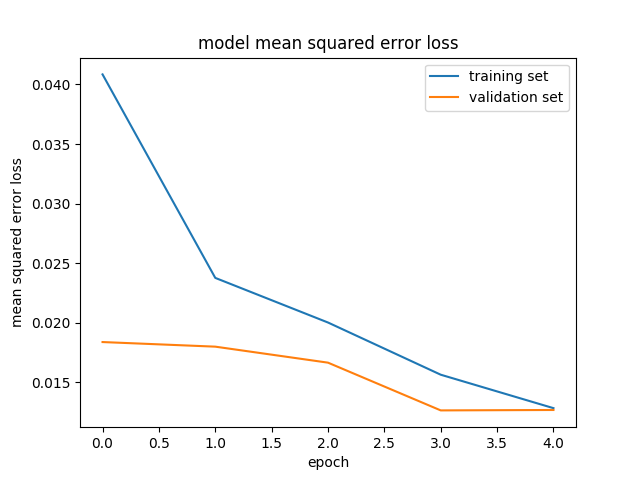 model mean squared error loss
training set
validation set
mean squared error loss
0.040
0.035
0.030
0.025
0.020
0.015
0.0 0.5 1.0 1.5 2.0 2.5 3.0 3.5 4.0
epoch